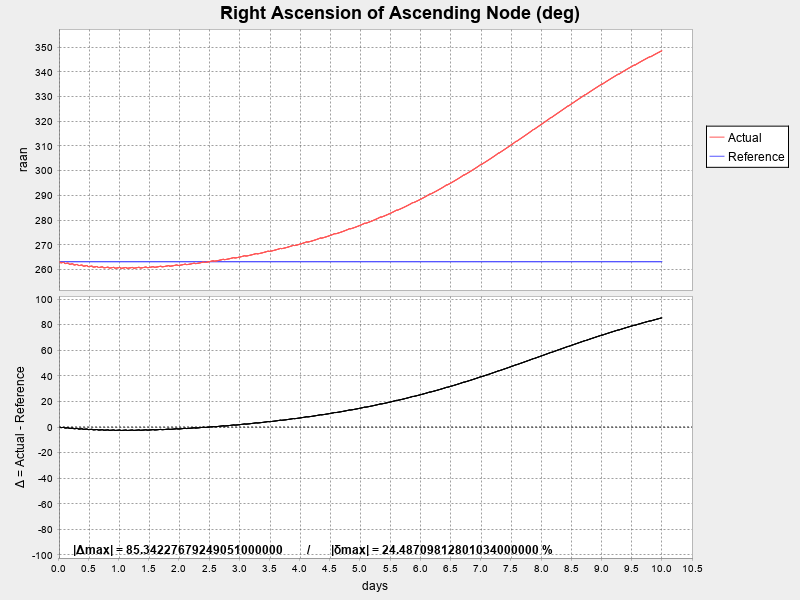 Right Ascension of Ascending Node (deg)
raan
350
340
330
320
310
300
290
280
270
260
Actual
Reference
Δ = Actual - Reference
100
80
60
40
20
0
-20
-40
-60
-80
-100
|Δmax| = 85.34227679249051000000 / |δmax| = 24.48709812801034000000 %
0.0 0.5 1.0 1.5 2.0 2.5 3.0 3.5 4.0 4.5 5.0 5.5 6.0 6.5 7.0 7.5 8.0 8.5 9.0 9.5 10.0 10.5
days